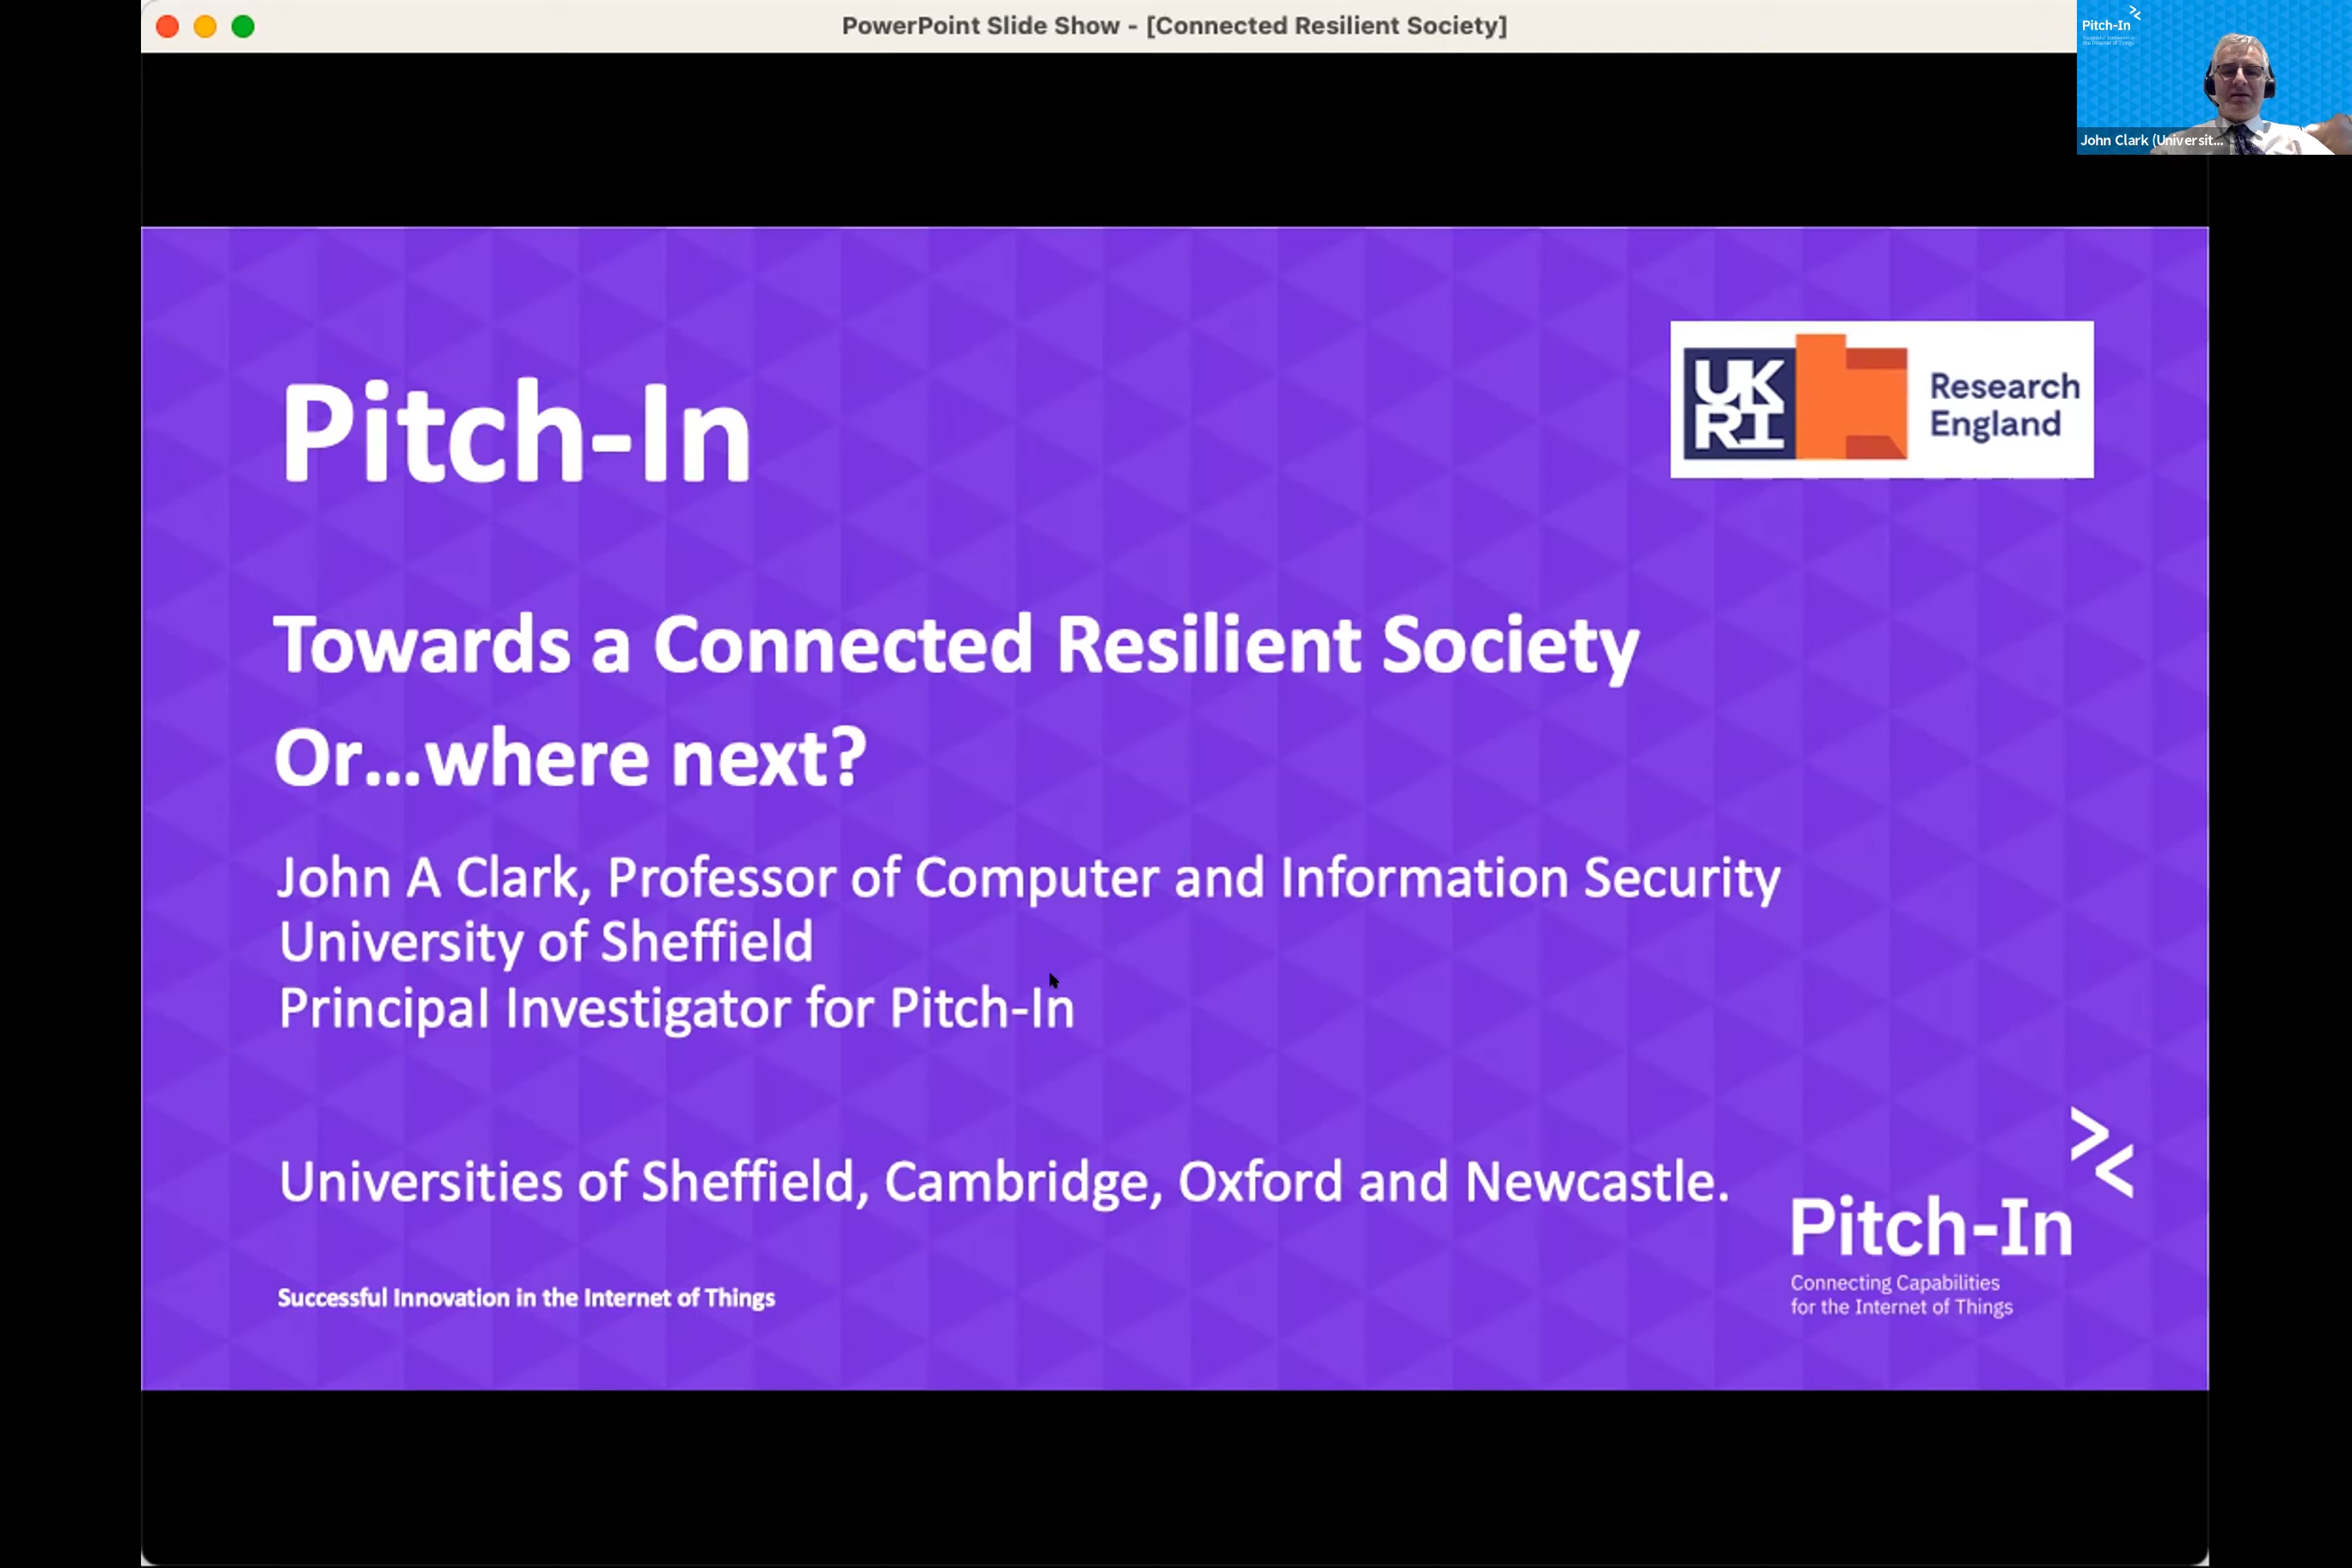 PowerPoint Slide Show - [Connected Resilient Society]
Pitch-In
John Clark (Universit...
Pitch-In
UK
RI
Research
England
Towards a Connected Resilient Society
Or...where next?
John A Clark, Professor of Computer and Information Security
University of Sheffield
Principal Investigator for Pitch-In
Universities of Sheffield, Cambridge, Oxford and Newcastle.
Pitch-In
Connecting Capabilities
for the Internet of Things
Successful Innovation in the Internet of Things